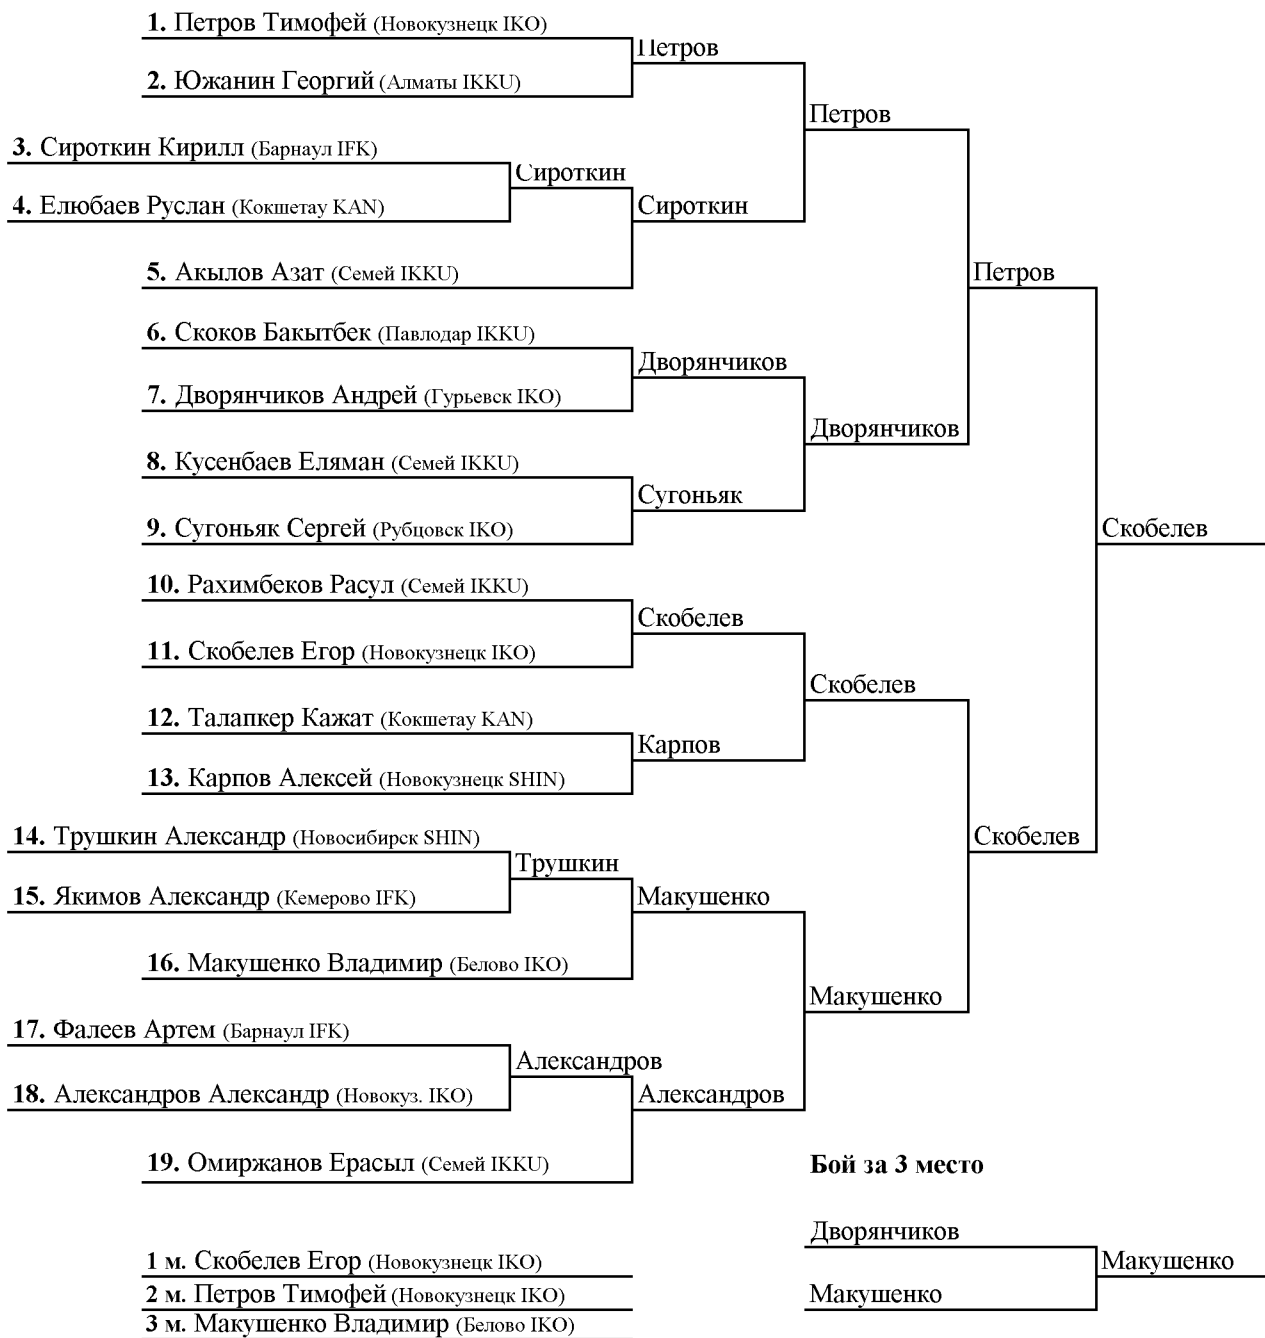 1. Петров Тимофей (Новокузнецк IKO)
Петров
2. Южанин Георгий (Алматы IKKU)
Петров
3. Сироткин Кирилл (Барнаул IFK)
Сироткин
4. Елюбаев Руслан (Кокшетау KAN)
Сироткин
5. Акылов Азат (Семей IKKU)
Петров
6. Скоков Бакытбек (Павлодар IKKU)
Дворянчиков
7. Дворянчиков Андрей (Гурьевск IKO)
Дворянчиков
8. Кусенбаев Еляман (Семей IKKU)
Сугоньяк
9. Сугоньяк Сергей (Рубцовск IKO)
Скобелев
10. Рахимбеков Расул (Семей IKKU)
Скобелев
11. Скобелев Егор (Новокузнецк IKO)
Скобелев
12. Талапкер Кажат (Кокшетау KAN)
Карпов
13. Карпов Алексей (Новокузнецк SHIN)
14. Трушкин Александр (Новосибирск SHIN)
Скобелев
Трушкин
15. Якимов Александр (Кемерово IFK)
Макушенко
16. Макушенко Владимир (Белово IKO)
Макушенко
17. Фалеев Артем (Барнаул IFK)
Александров
18. Александров Александр (Новокуз. IKO)
Александров
19. Омиржанов Ерасыл (Семей IKKU)
Бой за 3 место
Дворянчиков
Макушенко
Макушенко
1 м. Скобелев Егор (Новокузнецк IKO)
2 м. Петров Тимофей (Новокузнецк IKO)
3 м. Макушенко Владимир (Белово IKO)